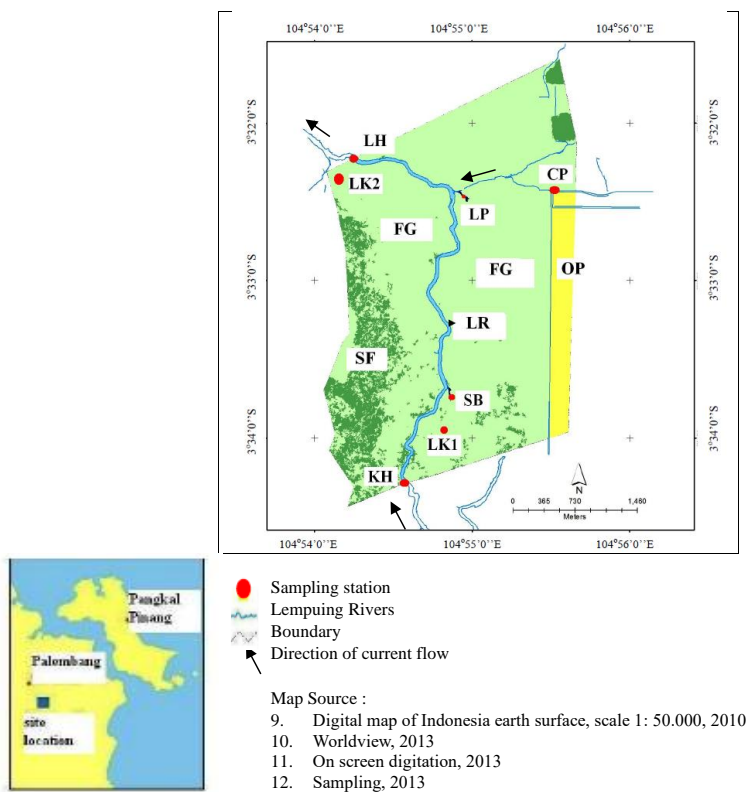 104°54'0''E 104°55'0''E 104°56'0''E
3°32'0''S 3°32'0''S
LH
CP
LK2
LP
FG
FG OP
3°33'0''S 3°33'0''S
LR
SF
SB
LK1
3°34'0''S 3°34'0''S
KH
N
0 365 730 1,460
Meters
104°54'0''E 104°55'0''E 104°56'0''E
Pangkal
Pinang
Palembang
site
location
Sampling station
Lempuing Rivers
Boundary
Direction of current flow
Map Source :
9. Digital map of Indonesia earth surface, scale 1: 50.000, 2010
10. Worldview, 2013
11. On screen digitation, 2013
12. Sampling, 2013